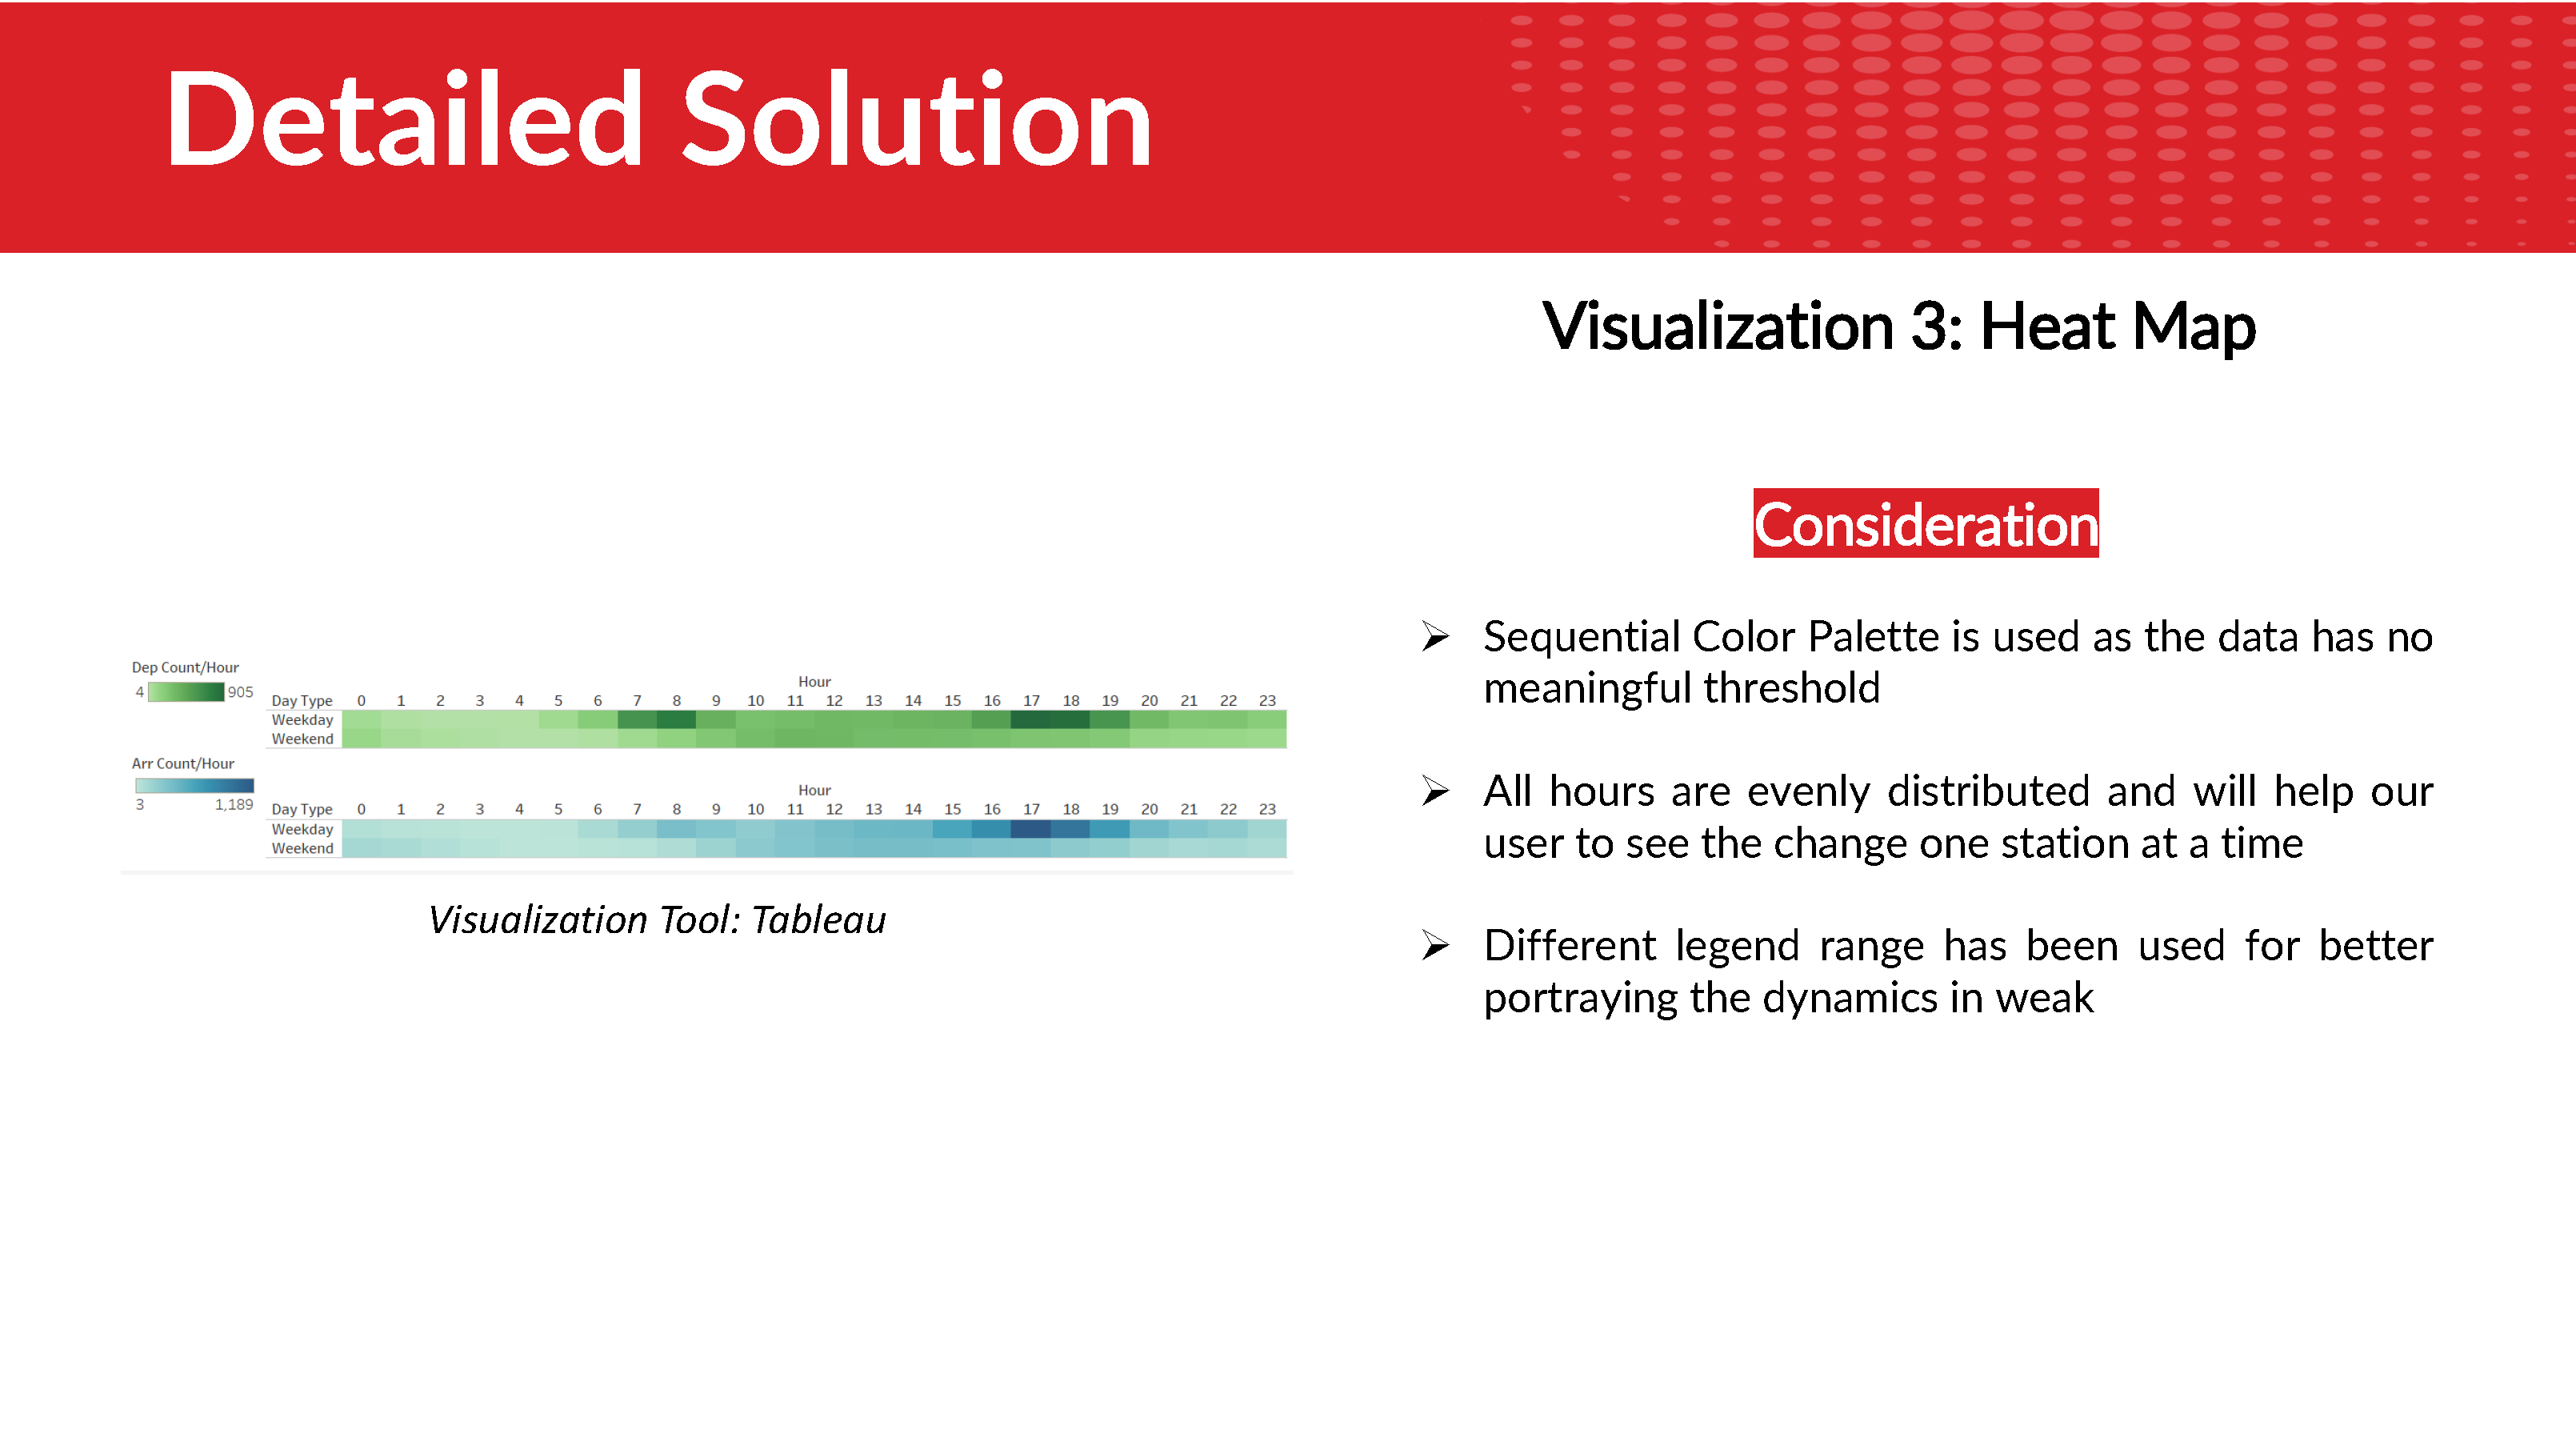 Detailed Solution
Visualization 3: Heat Map
Dep Count/Hour
4 905
Hour
Day Type 0 1 2 3 4 5 6 7 8 9 10 11 12 13 14 15 16 17 18 19 20 21 22 23
Weekday
Weekend
Arr Count/Hour
3 1,189
Hour
Day Type 0 1 2 3 4 5 6 7 8 9 10 11 12 13 14 15 16 17 18 19 20 21 22 23
Weekday
Weekend
Visualization Tool: Tableau
Consideration
➢ Sequential Color Palette is used as the data has no
meaningful threshold
➢ All hours are evenly distributed and will help our
user to see the change one station at a time
➢ Different legend range has been used for better
portraying the dynamics in weak